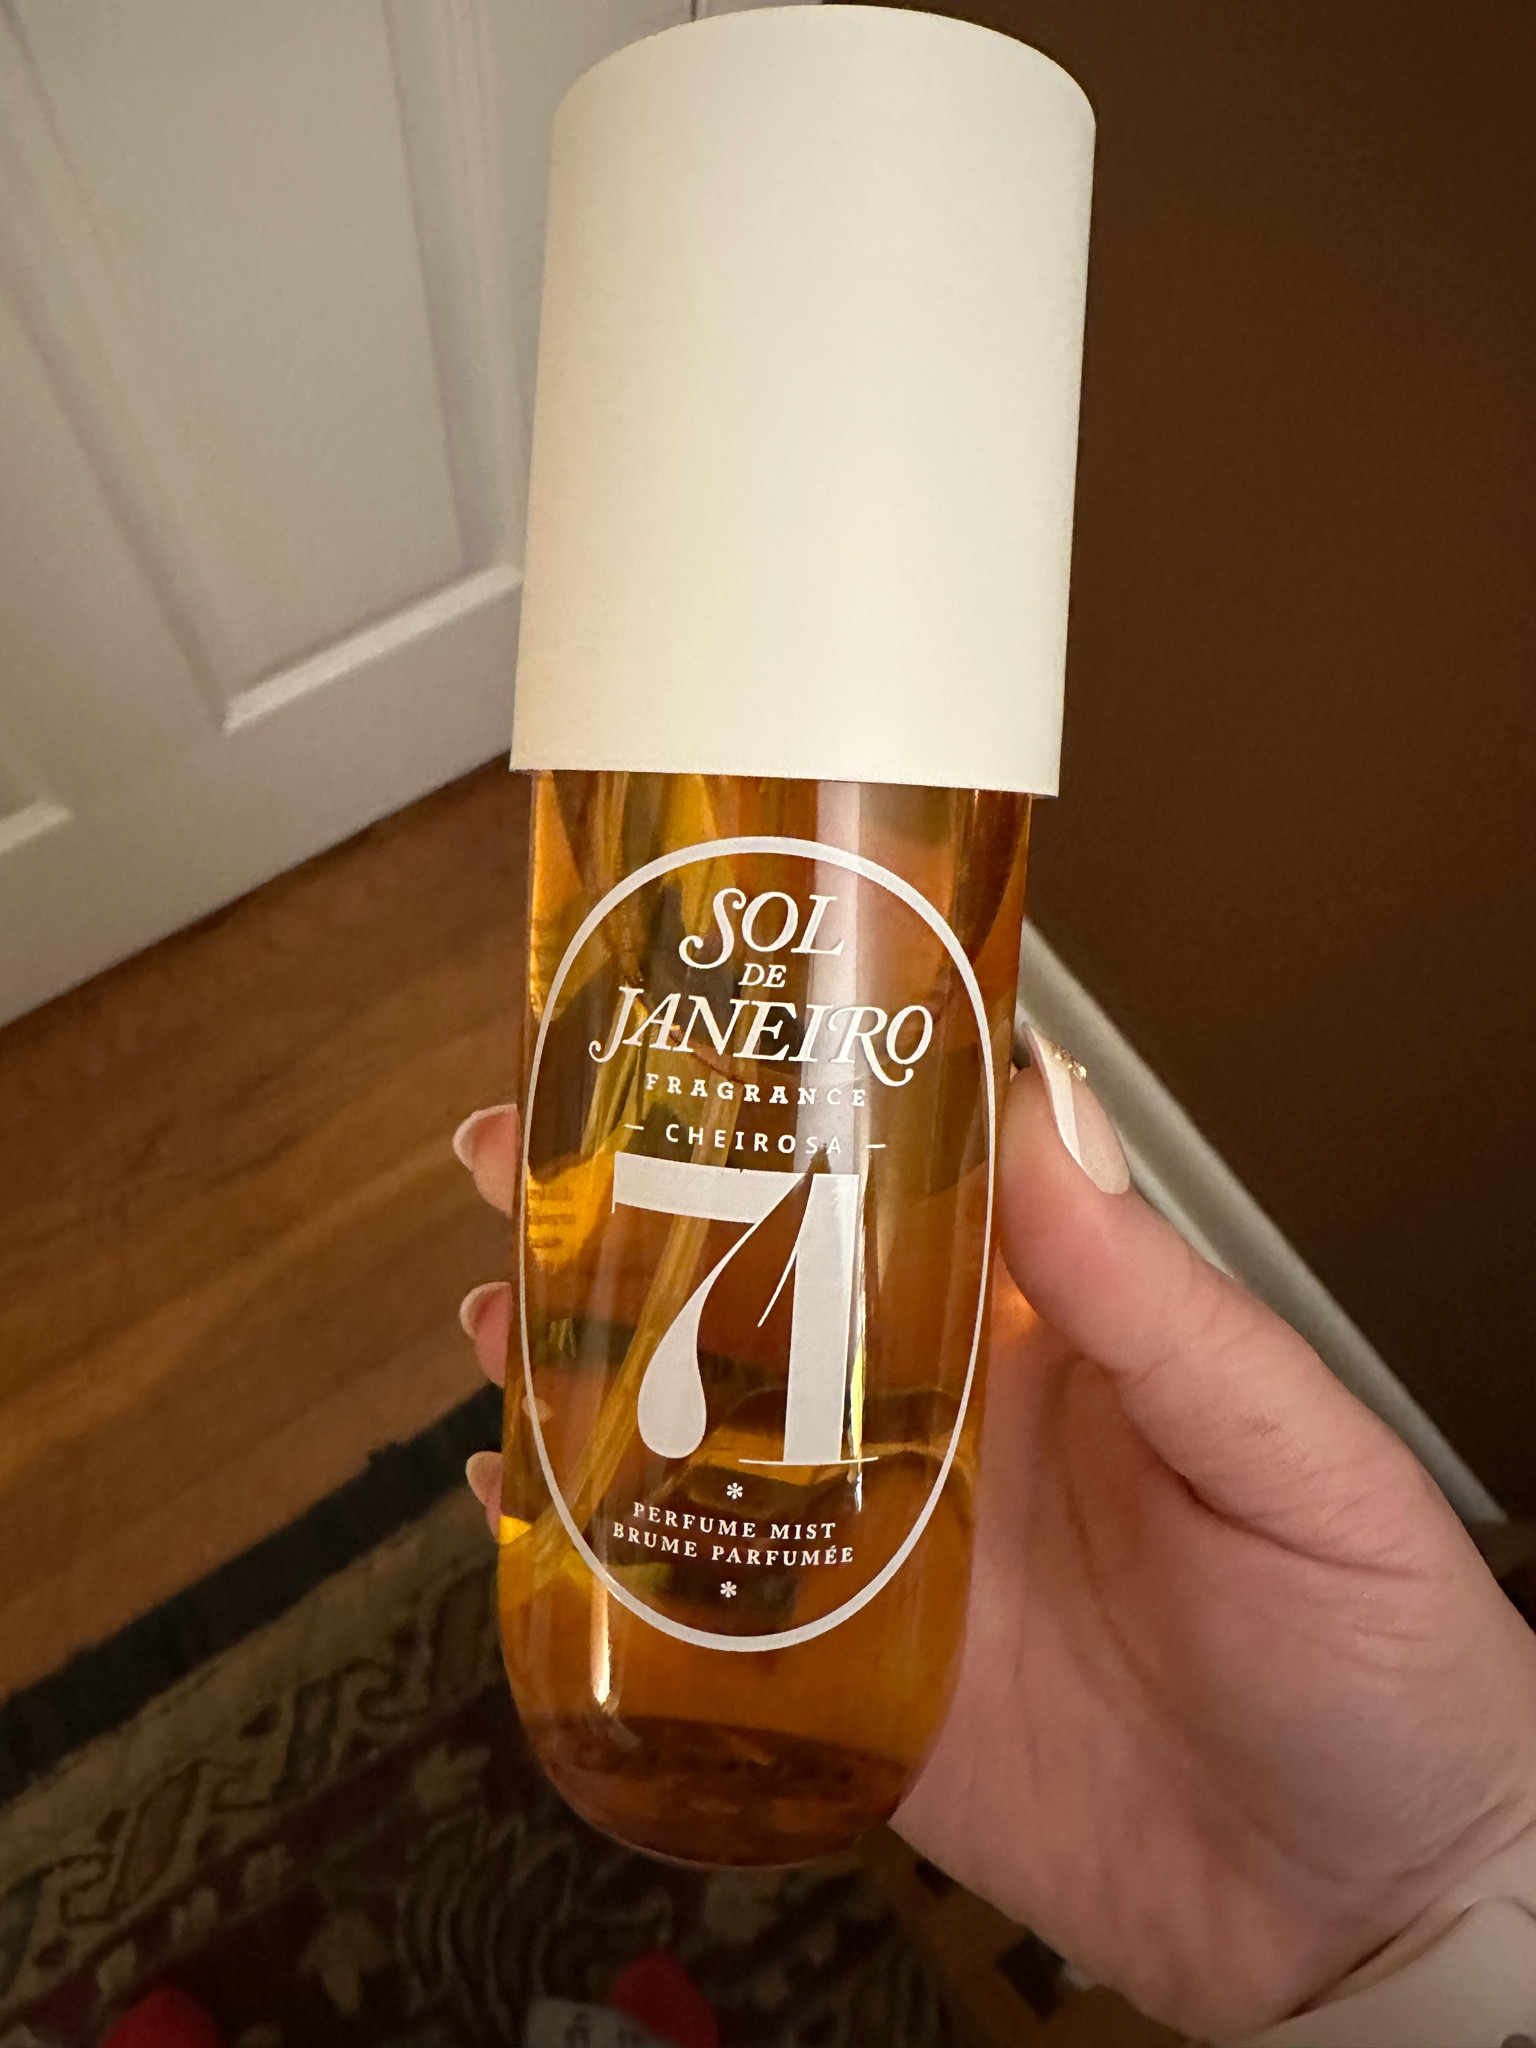 SOL
DE
JANEIRO
FRAGRANCE
– CHEIROSA –
71
*
PERFUME MIST
BRUME PARFUMÉE
*